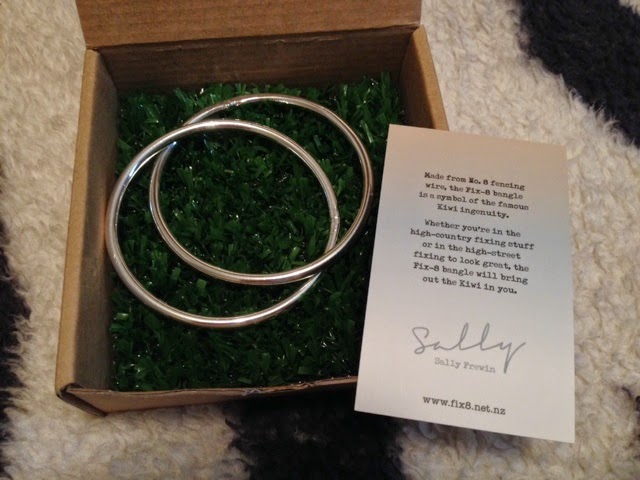 Made from No. 8 fencing
wire, the Fix-8 bangle
is a symbol of the famous
Kiwi ingenuity.
Whether you're in the
high-country fixing stuff
or in the high-street
fixing to look great, the
Fix-8 bangle will bring
out the Kiwi in you.
Sally
Sally Frewin
www.fix8.net.nz